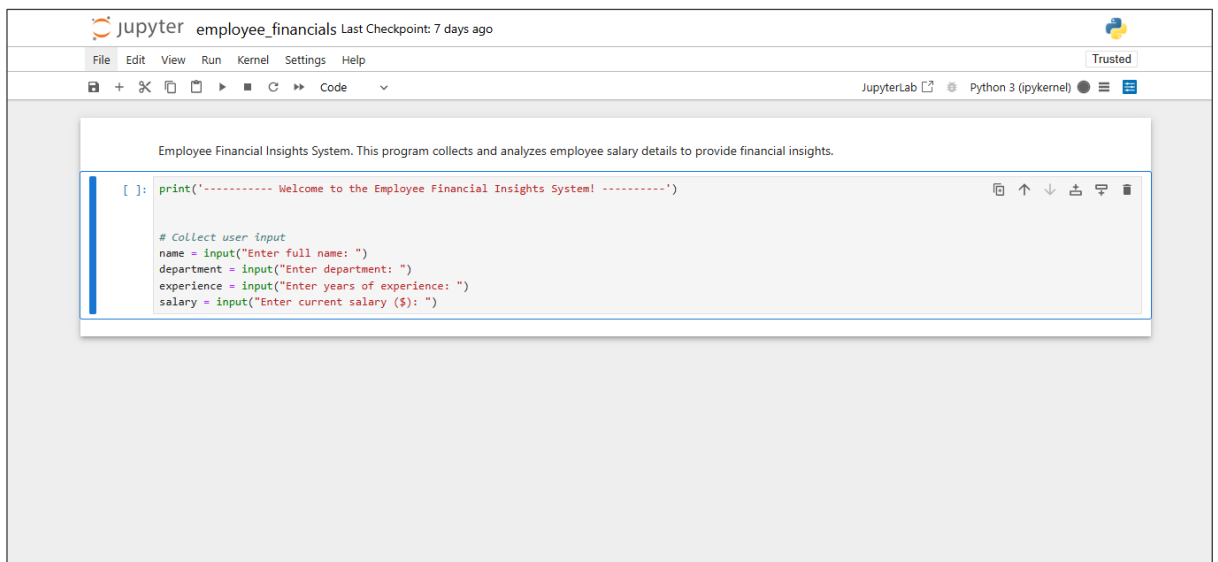 jupyter employee_financials Last Checkpoint: 7 days ago
File Edit View Run Kernel Settings Help Trusted
Code JupyterLab Python 3 (ipykernel)
Employee Financial Insights System. This program collects and analyzes employee salary details to provide financial insights.
[ ]: print('----------- Welcome to the Employee Financial Insights System! ----------')
# Collect user input
name = input("Enter full name: ")
department = input("Enter department: ")
experience = input("Enter years of experience: ")
salary = input("Enter current salary ($): ")